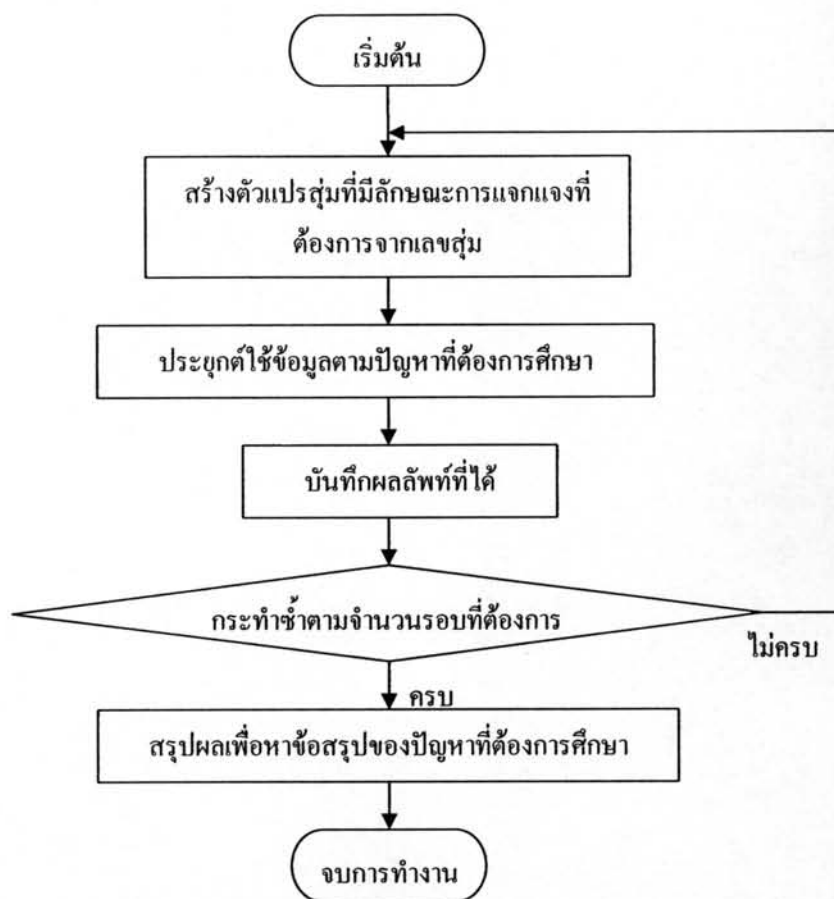 เริ่มต้น
สร้างตัวแปรสุ่มที่มีลักษณะการแจกแจงที่
ต้องการจากเลขสุ่ม
ประยุกต์ใช้ข้อมูลตามปัญหาที่ต้องการศึกษา
บันทึกผลลัพท์ที่ได้
กระทำซ้ำตามจำนวนรอบที่ต้องการ
ไม่ครบ
ครบ
สรุปผลเพื่อหาข้อสรุปของปัญหาที่ต้องการศึกษา
จบการทำงาน